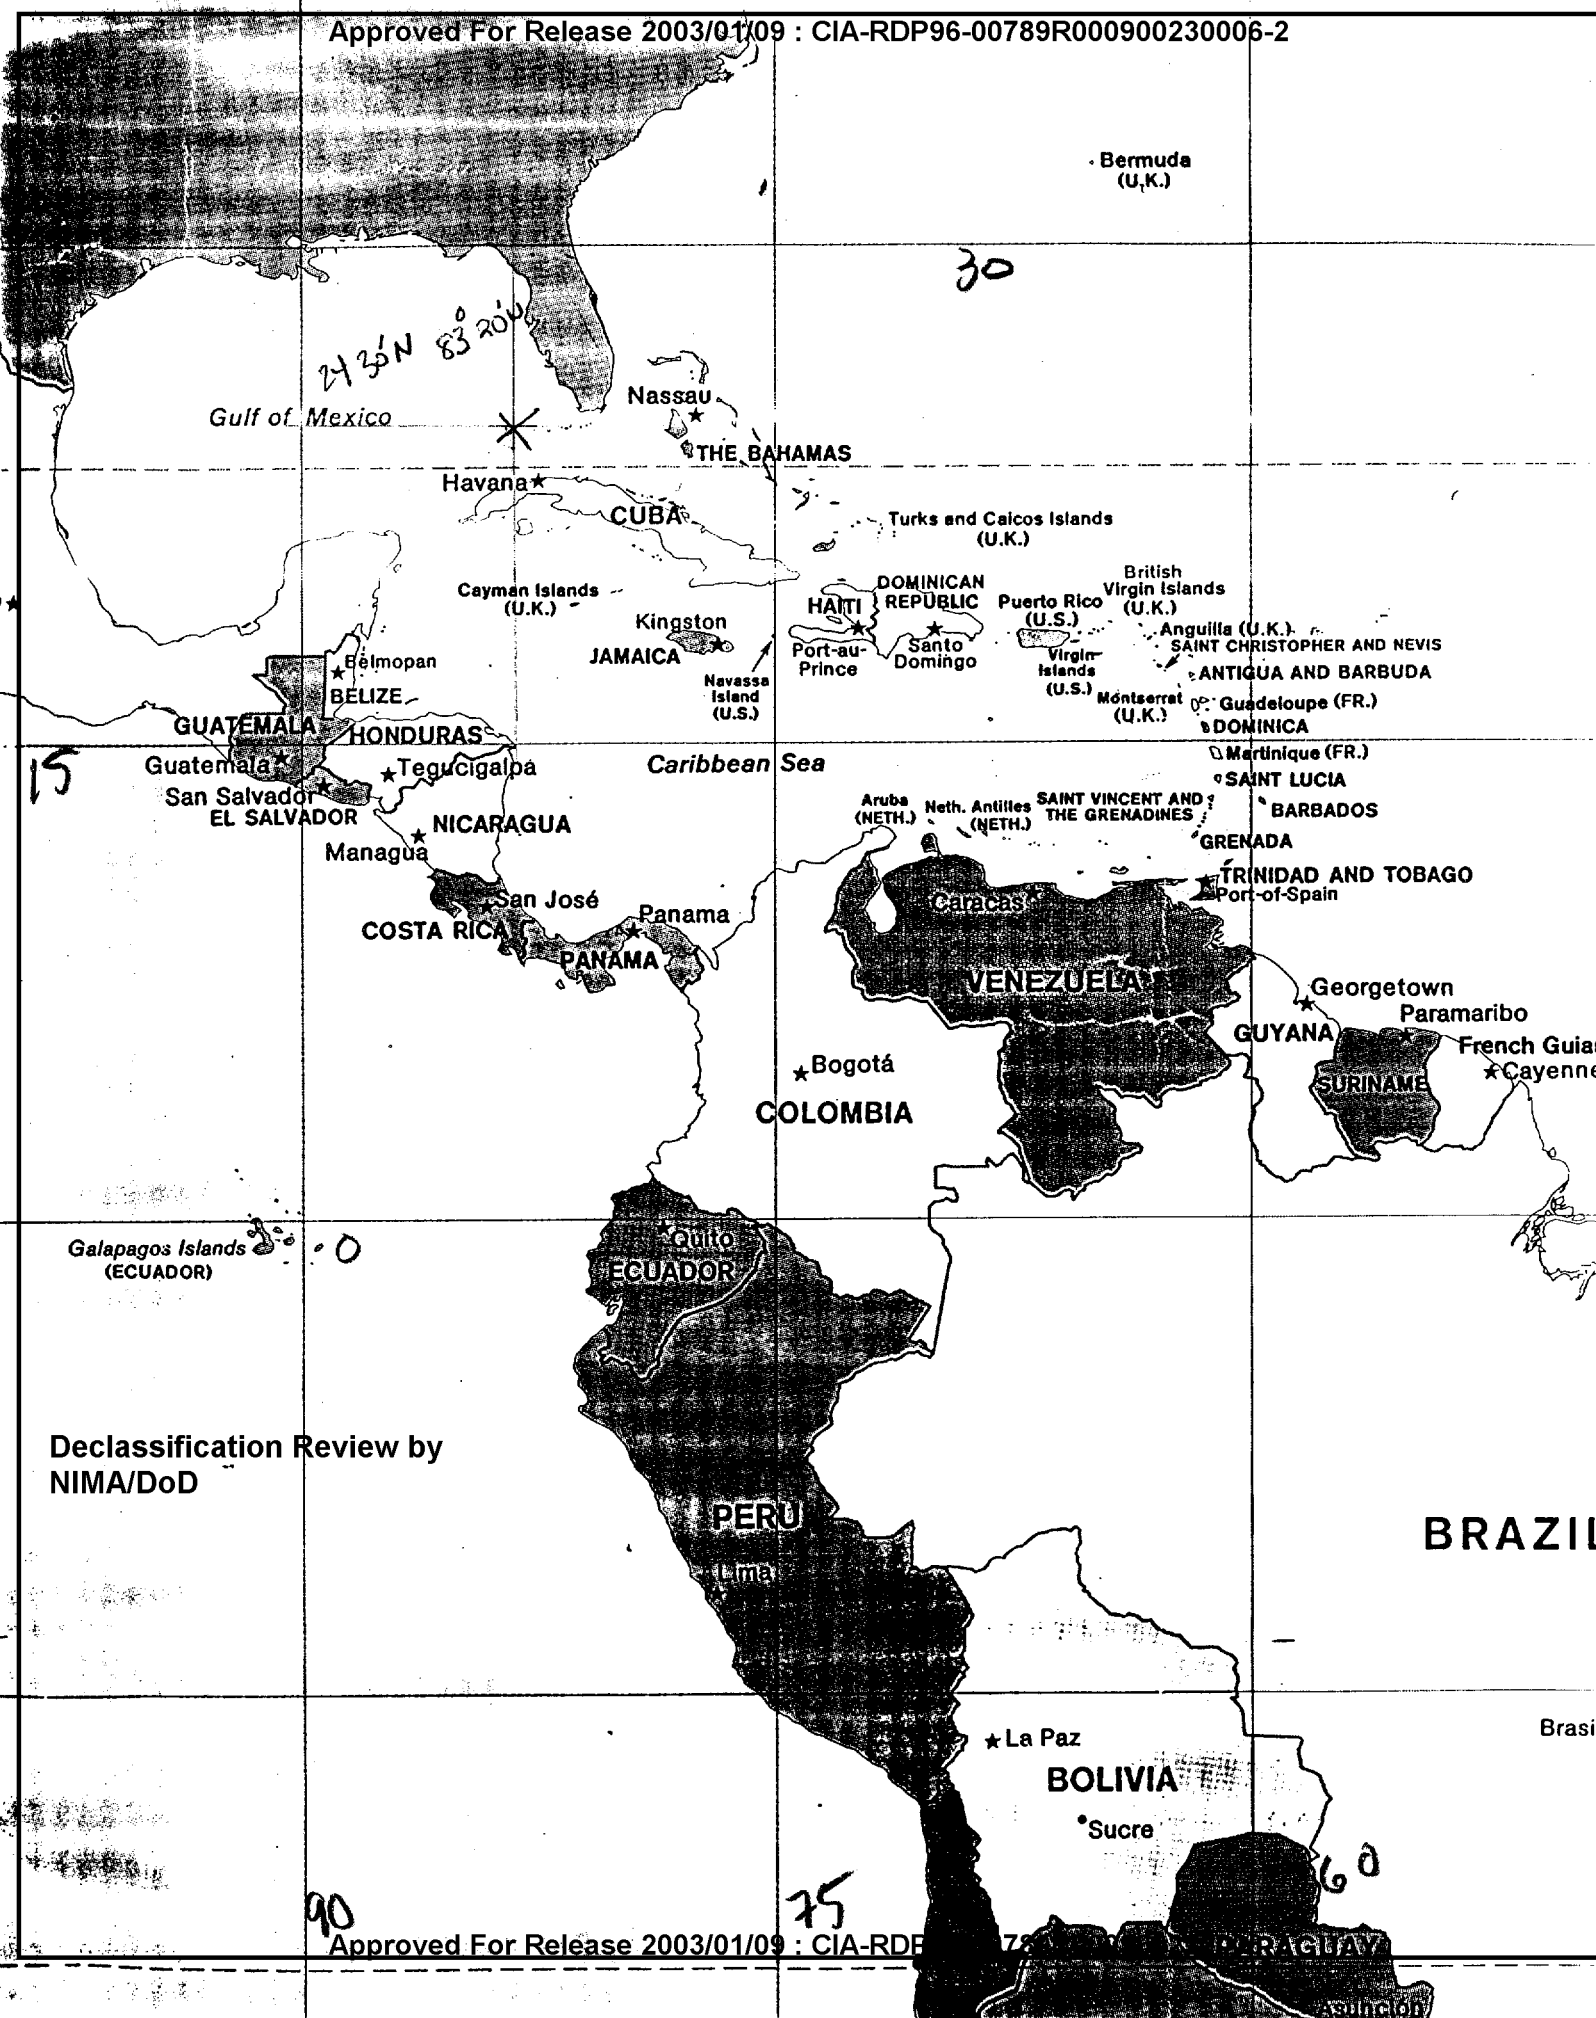 Approved For Release 2003/01/09 : CIA-RDP96-00789R000900230006-2
Bermuda
(U.K.)
30
24 30'N 83° 20'W
Nassau
Gulf of Mexico
THE BAHAMAS
Havana
CUBA
Turks and Caicos Islands
(U.K.)
Cayman Islands
(U.K.)
DOMINICAN
REPUBLIC
HAITI
Puerto Rico
(U.S.)
British
Virgin Islands
(U.K.)
Kingston
JAMAICA
Port-au-
Prince
Santo
Domingo
Virgin
Islands
(U.S.)
Anguilla (U.K.)
SAINT CHRISTOPHER AND NEVIS
ANTIGUA AND BARBUDA
Navassa
Island
(U.S.)
Montserrat
(U.K.)
Guadeloupe (FR.)
DOMINICA
Belmopan
BELIZE
GUATEMALA
HONDURAS
Guatemala
Tegucigalpa
Caribbean Sea
Martinique (FR.)
15
SAINT LUCIA
San Salvador
EL SALVADOR
Aruba
(NETH.)
Neth. Antilles
(NETH.)
SAINT VINCENT AND
THE GRENADINES
BARBADOS
NICARAGUA
Managua
GRENADA
TRINIDAD AND TOBAGO
Port-of-Spain
San José
COSTA RICA
Panama
PANAMA
Caracas
VENEZUELA
Georgetown
Paramaribo
GUYANA
French Guia
Cayenne
SURINAME
Bogotá
COLOMBIA
Galapagos Islands
(ECUADOR)
0
Quito
ECUADOR
Declassification Review by
NIMA/DoD
PERU
Lima
BRAZIL
La Paz
BOLIVIA
Sucre
Brasi
60
90
75
Approved For Release 2003/01/09 : CIA-RDP
PARAGUAY
Asunción